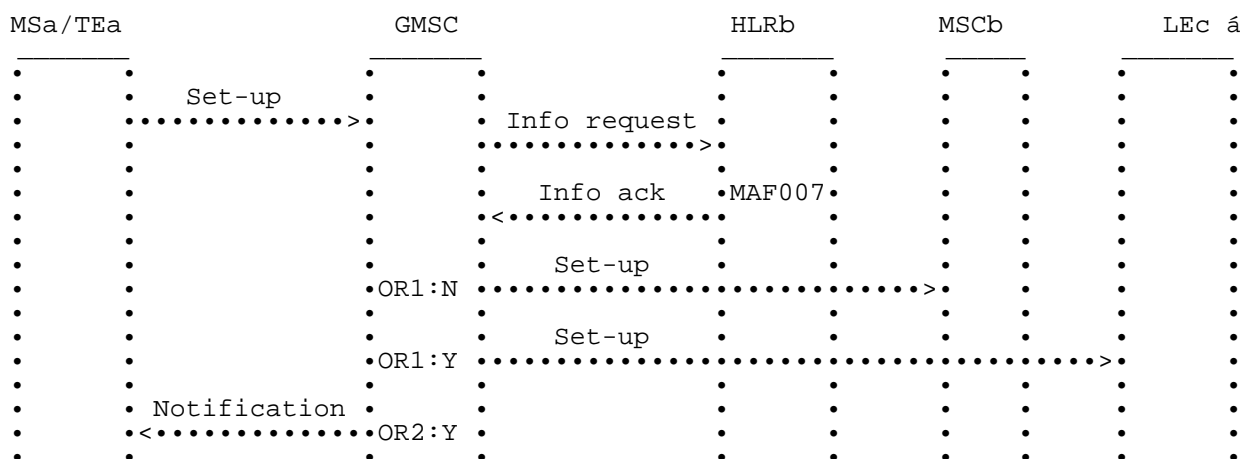 MSa/TEa GMSC HLRb MSCb LEc á
Set-up
Info request
Info ack MAF007
Set-up
OR1:N
Set-up
OR1:Y
Notification
OR2:Y